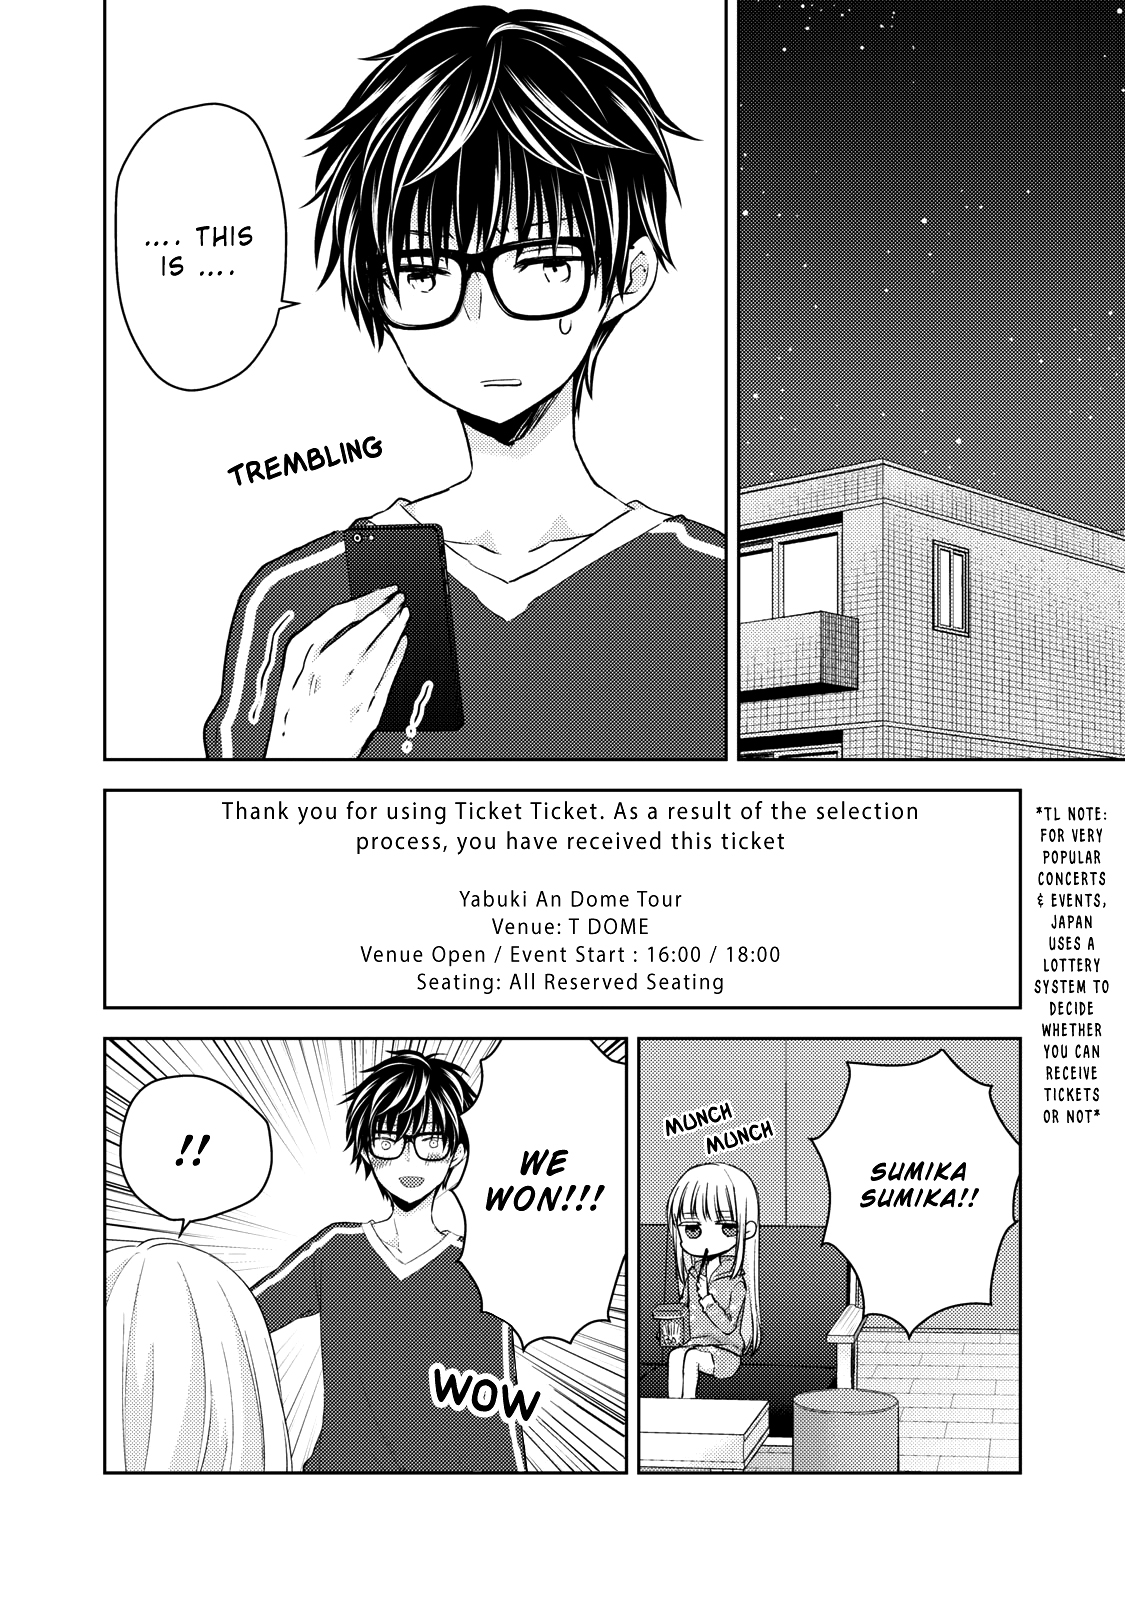 .... THIS
IS ....
TREMBLING
Thank you for using Ticket Ticket. As a result of the selection
process, you have received this ticket
Yabuki An Dome Tour
Venue: T DOME
Venue Open / Event Start : 16:00 / 18:00
Seating: All Reserved Seating
*TL NOTE:
FOR VERY
POPULAR
CONCERTS
& EVENTS,
JAPAN
USES A
LOTTERY
SYSTEM TO
DECIDE
WHETHER
YOU CAN
RECEIVE
TICKETS
OR NOT*
SUMIKA
SUMIKA!!
MUNCH
MUNCH
WE
WON!!!
!!
WOW